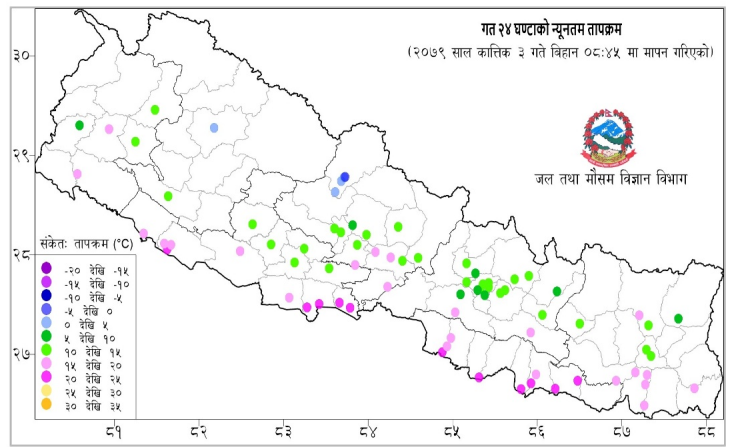 गत २४ घण्टाको न्यूनतम तापक्रम
(२०७९ साल कात्तिक ३ गते बिहान ०८:४५ मा मापन गरिएको)
जल तथा मौसम विज्ञान विभाग
३०
२९
२८
२७
संकेतः तापक्रम (°C)
-२० देखि -१५
-१५ देखि -१०
-१० देखि -५
-५ देखि ०
० देखि ५
५ देखि १०
१० देखि १५
१५ देखि २०
२० देखि २५
२५ देखि ३०
३० देखि ३५
८१ ८२ ८३ ८४ ८५ ८६ ८७ ८८